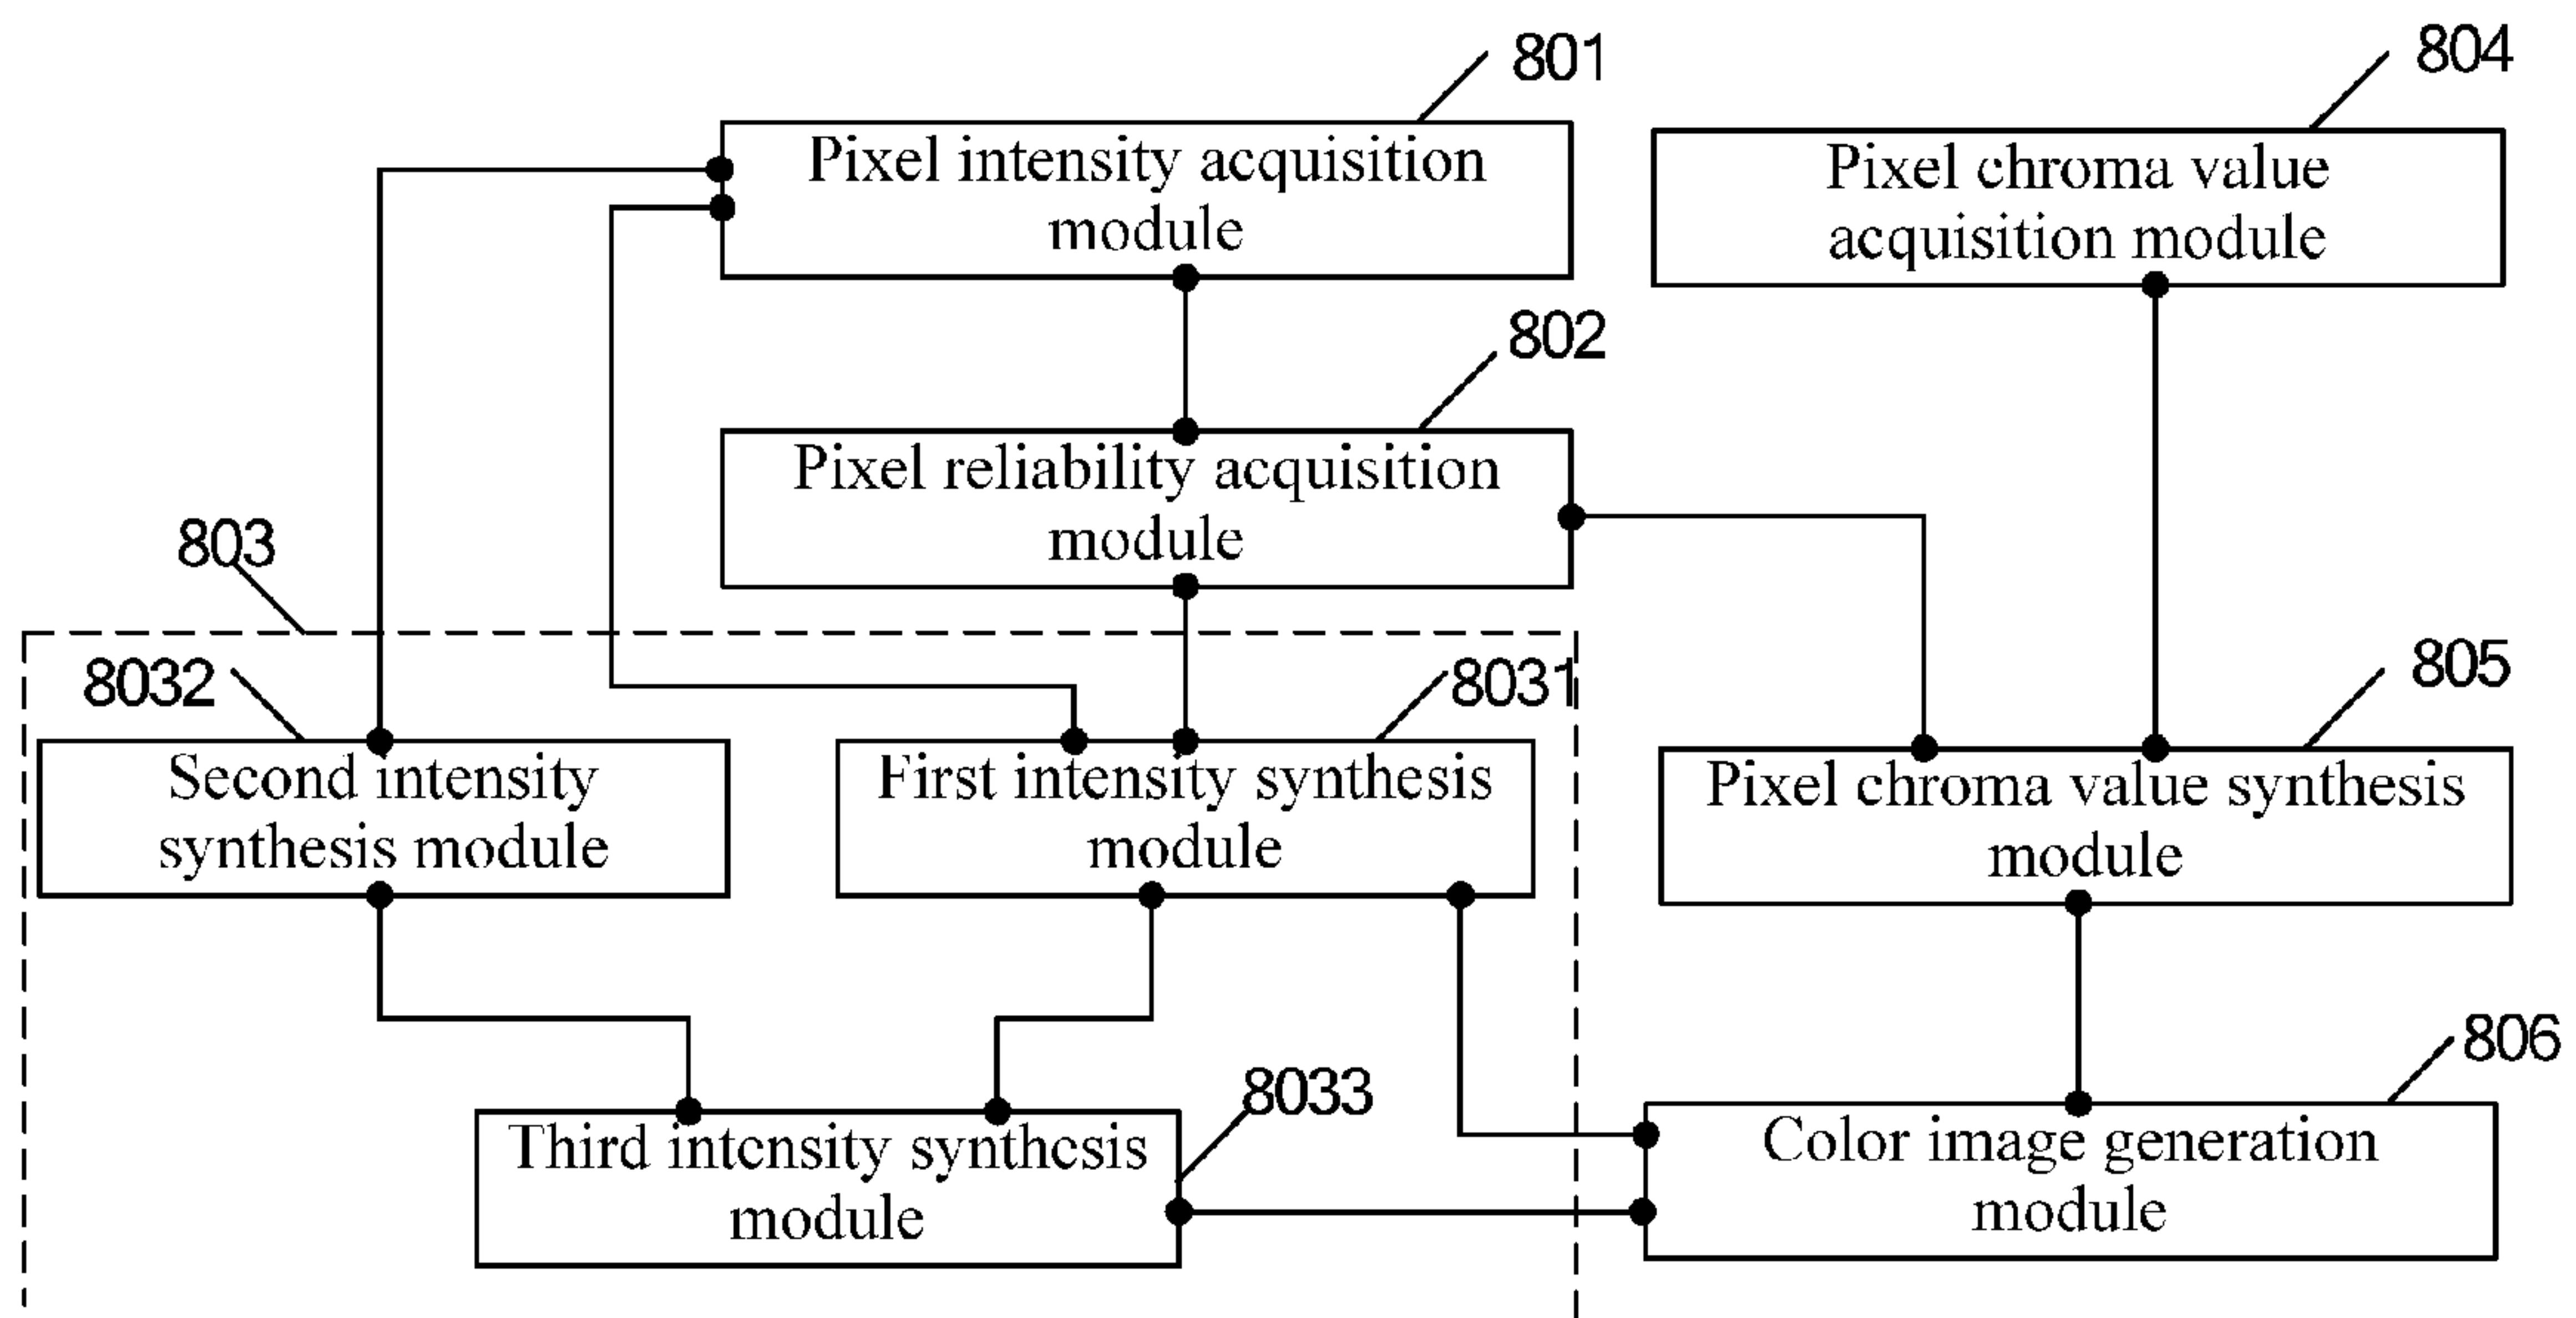 801
804
Pixel intensity acquisition
module
Pixel chroma value
acquisition module
802
Pixel reliability acquisition
module
803
8032
8031
805
Second intensity
synthesis module
First intensity synthesis
module
Pixel chroma value synthesis
module
8033
806
Third intensity synthesis
module
Color image generation
module